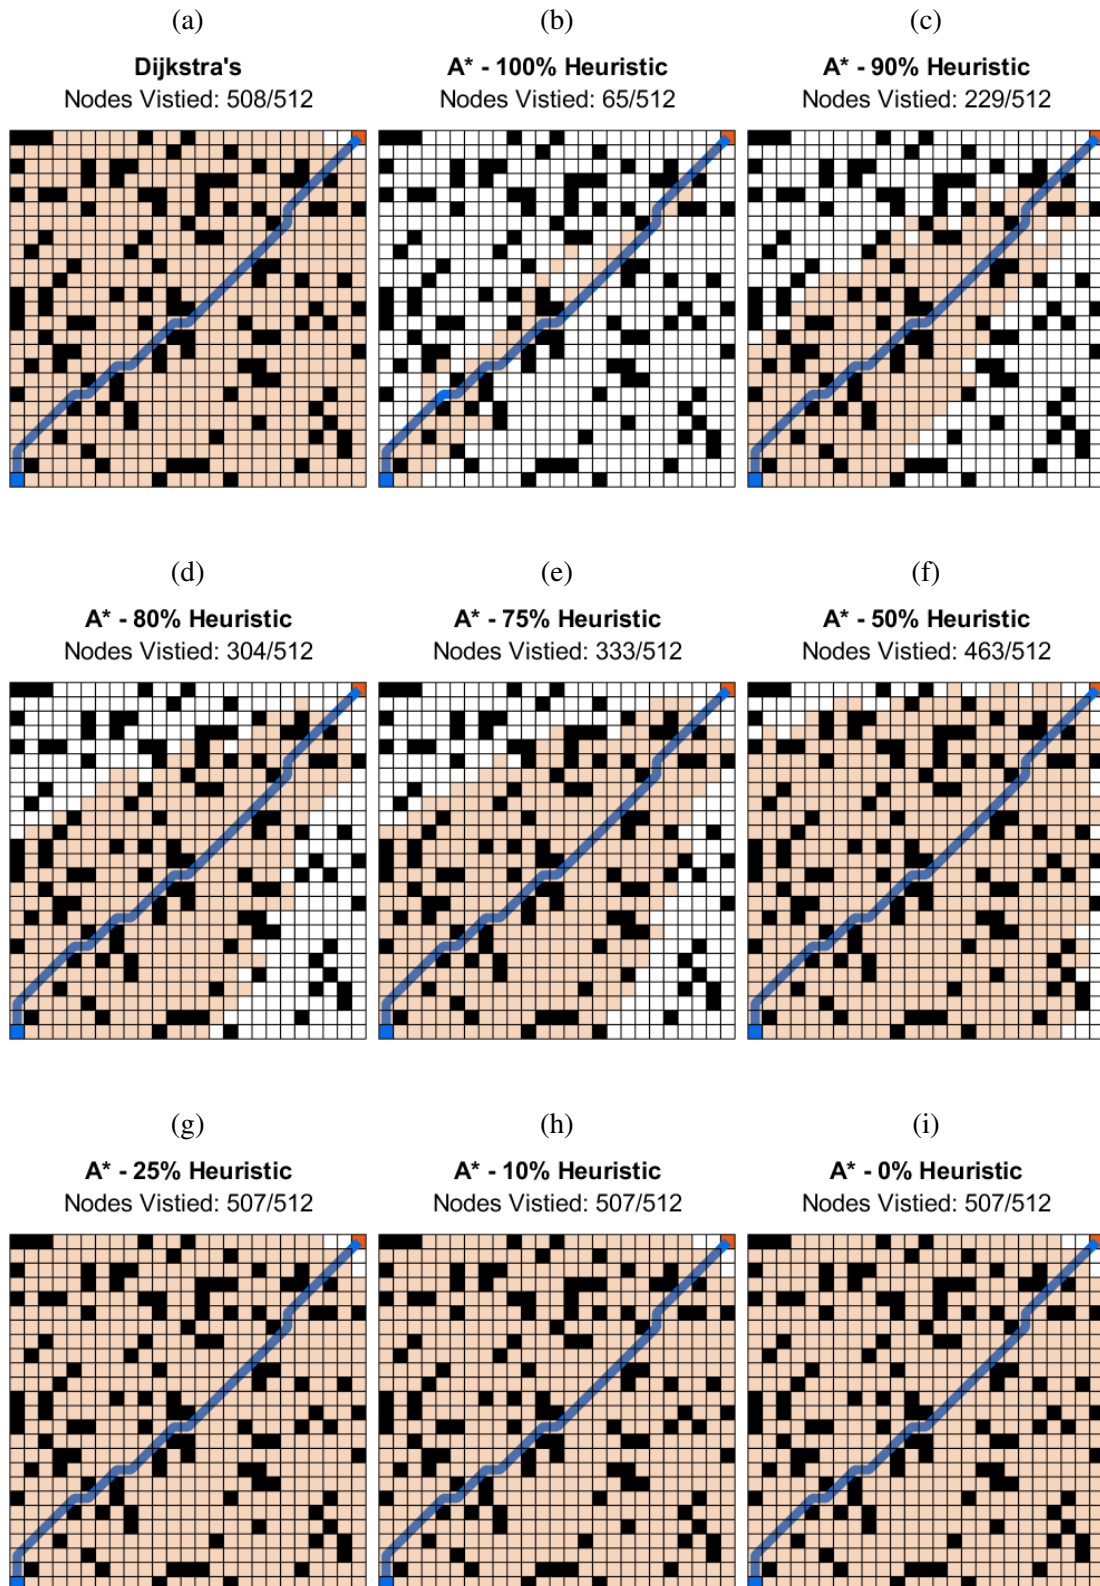 (a) (b) (c)
Dijkstra's A* - 100% Heuristic A* - 90% Heuristic
Nodes Vistied: 508/512 Nodes Vistied: 65/512 Nodes Vistied: 229/512
(d) (e) (f)
A* - 80% Heuristic A* - 75% Heuristic A* - 50% Heuristic
Nodes Vistied: 304/512 Nodes Vistied: 333/512 Nodes Vistied: 463/512
(g) (h) (i)
A* - 25% Heuristic A* - 10% Heuristic A* - 0% Heuristic
Nodes Vistied: 507/512 Nodes Vistied: 507/512 Nodes Vistied: 507/512